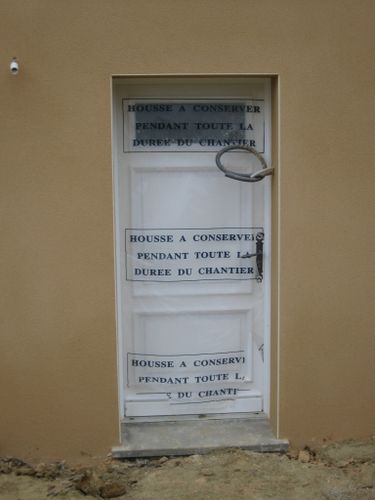 HOUSSE A CONSERVER
PENDANT TOUTE LA
DUREE DU CHANTIER
HOUSSE A CONSERVER
PENDANT TOUTE LA
DUREE DU CHANTIER
HOUSSE A CONSERVE
PENDANT TOUTE LA
DU CHANTI